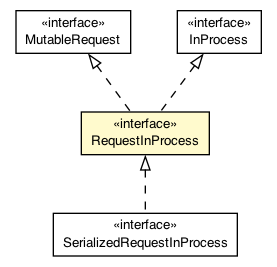 «interface»
MutableRequest
«interface»
InProcess
«interface»
RequestInProcess
«interface»
SerializedRequestInProcess